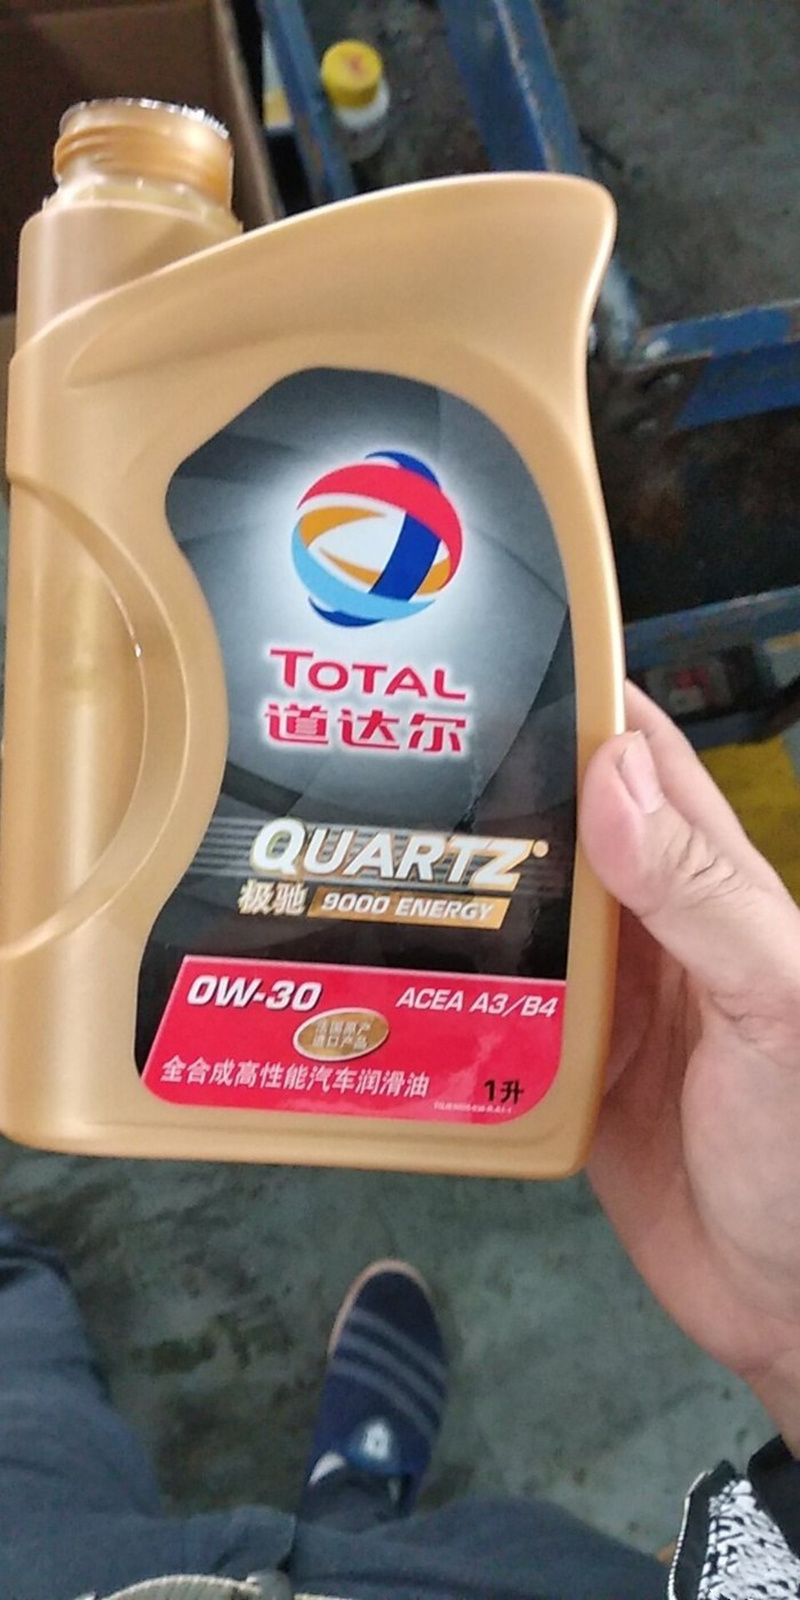 TOTAL
道达尔
QUARTZ®
极驰 9000 ENERGY
0W-30 ACEA A3/B4
法国原产
进口产品
全合成高性能汽车润滑油 1升